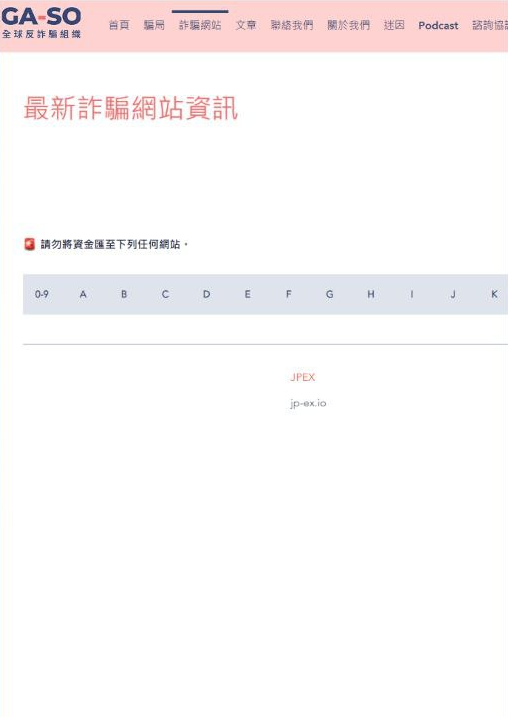 GA-SO
全球反詐騙組織
首頁 騙局 詐騙網站 文章 聯絡我們 關於我們 迷因 Podcast 諮詢協
最新詐騙網站資訊
請勿將資金匯至下列任何網站。
0-9 A B C D E F G H I J K
JPEX
jp-ex.io